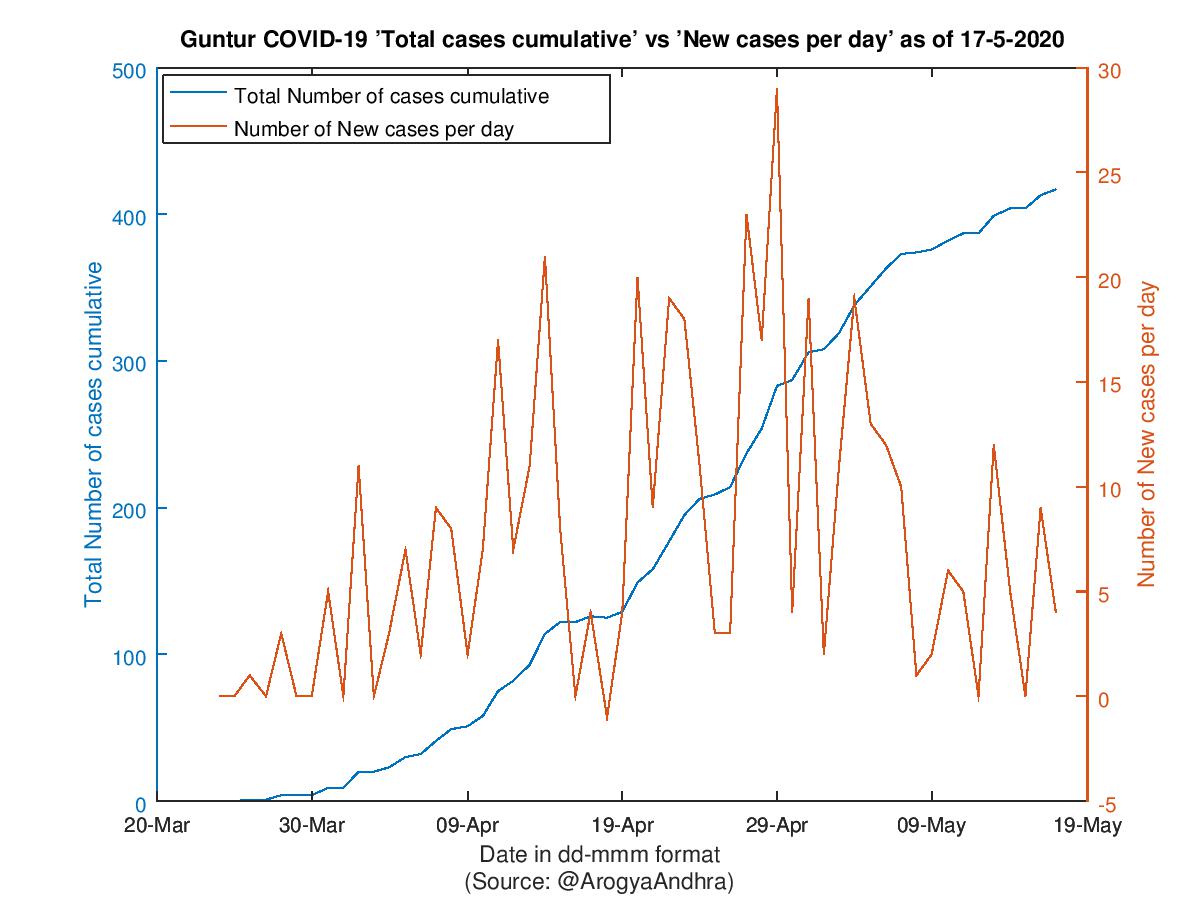 Guntur COVID-19 ’Total cases cumulative’ vs ’New cases per day’ as of 17-5-2020
Total Number of cases cumulative
Number of New cases per day
500
400
300
200
100
0
Total Number of cases cumulative
30
25
20
15
10
5
0
-5
Number of New cases per day
20-Mar 30-Mar 09-Apr 19-Apr 29-Apr 09-May 19-May
Date in dd-mmm format
(Source: @ArogyaAndhra)